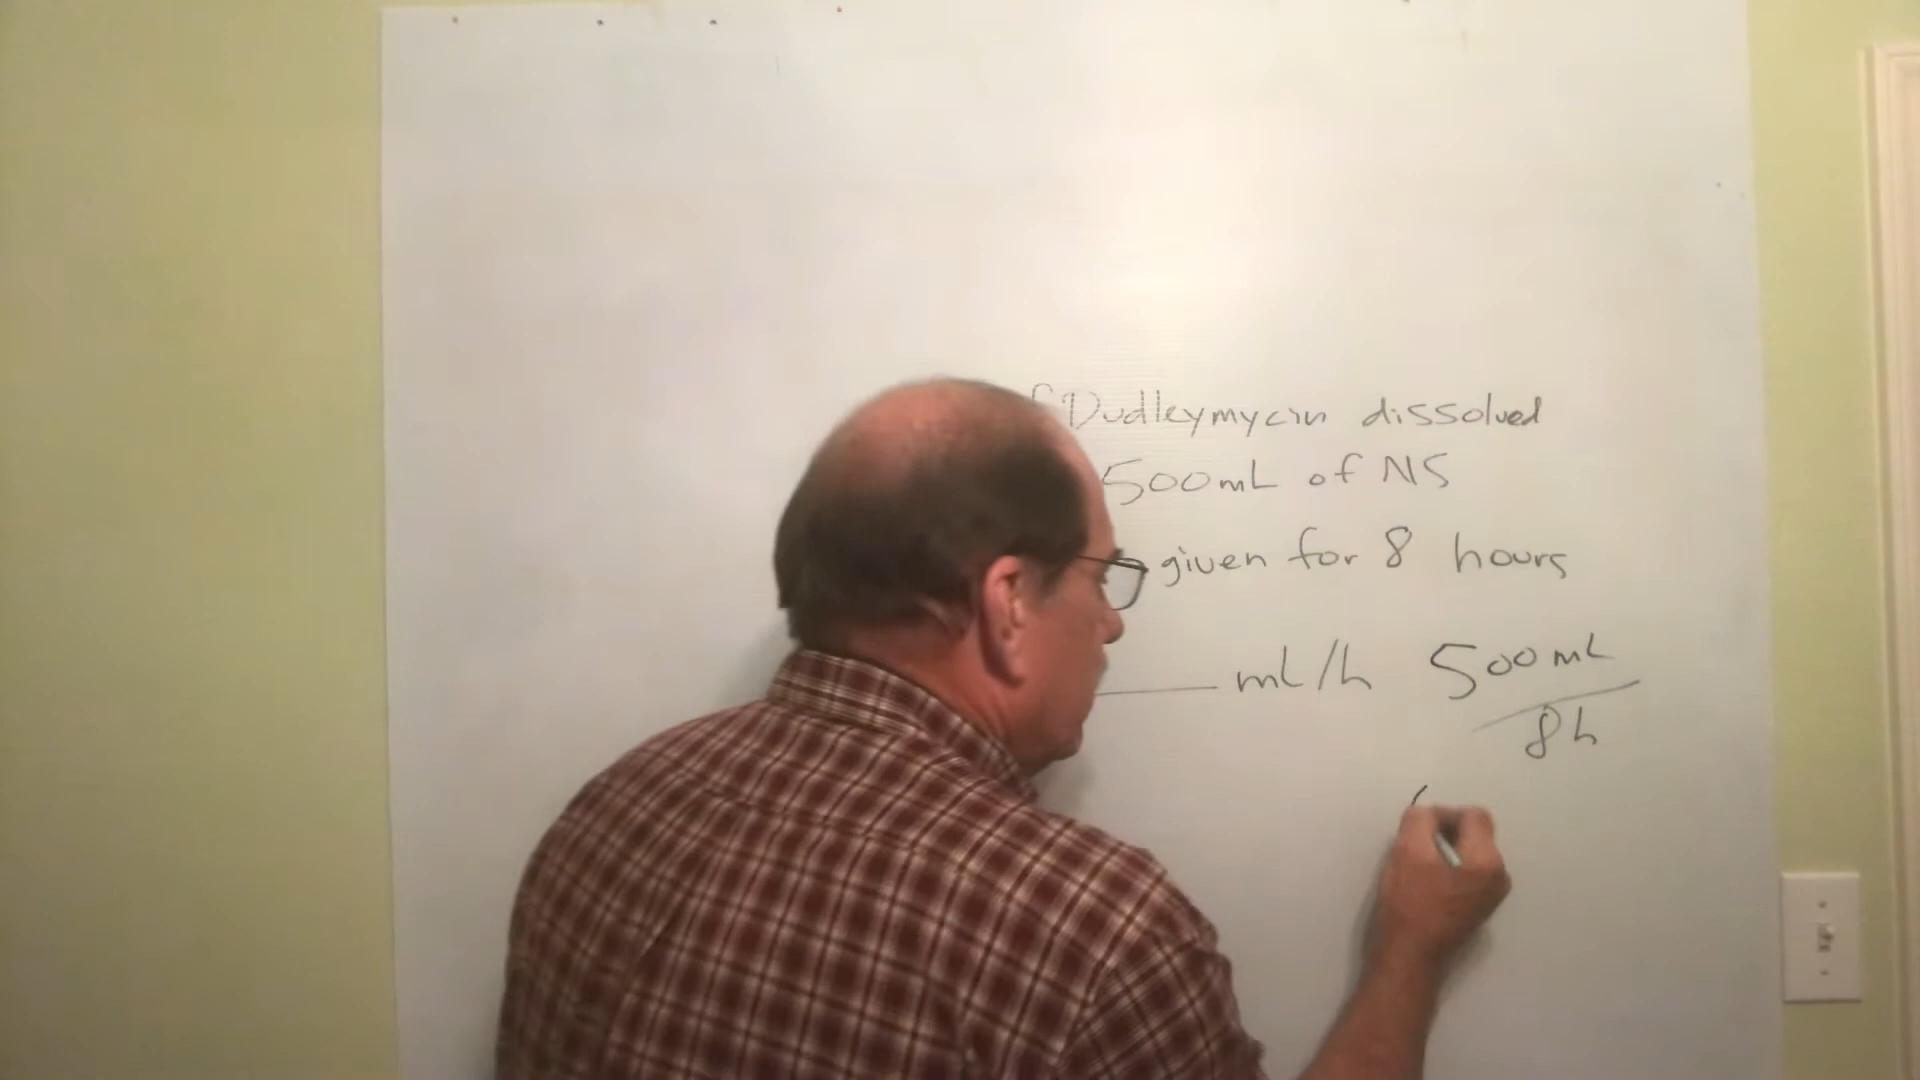 Dudleymycin dissolved
500mL of NS
given for 8 hours
mL/h 500mL
8h